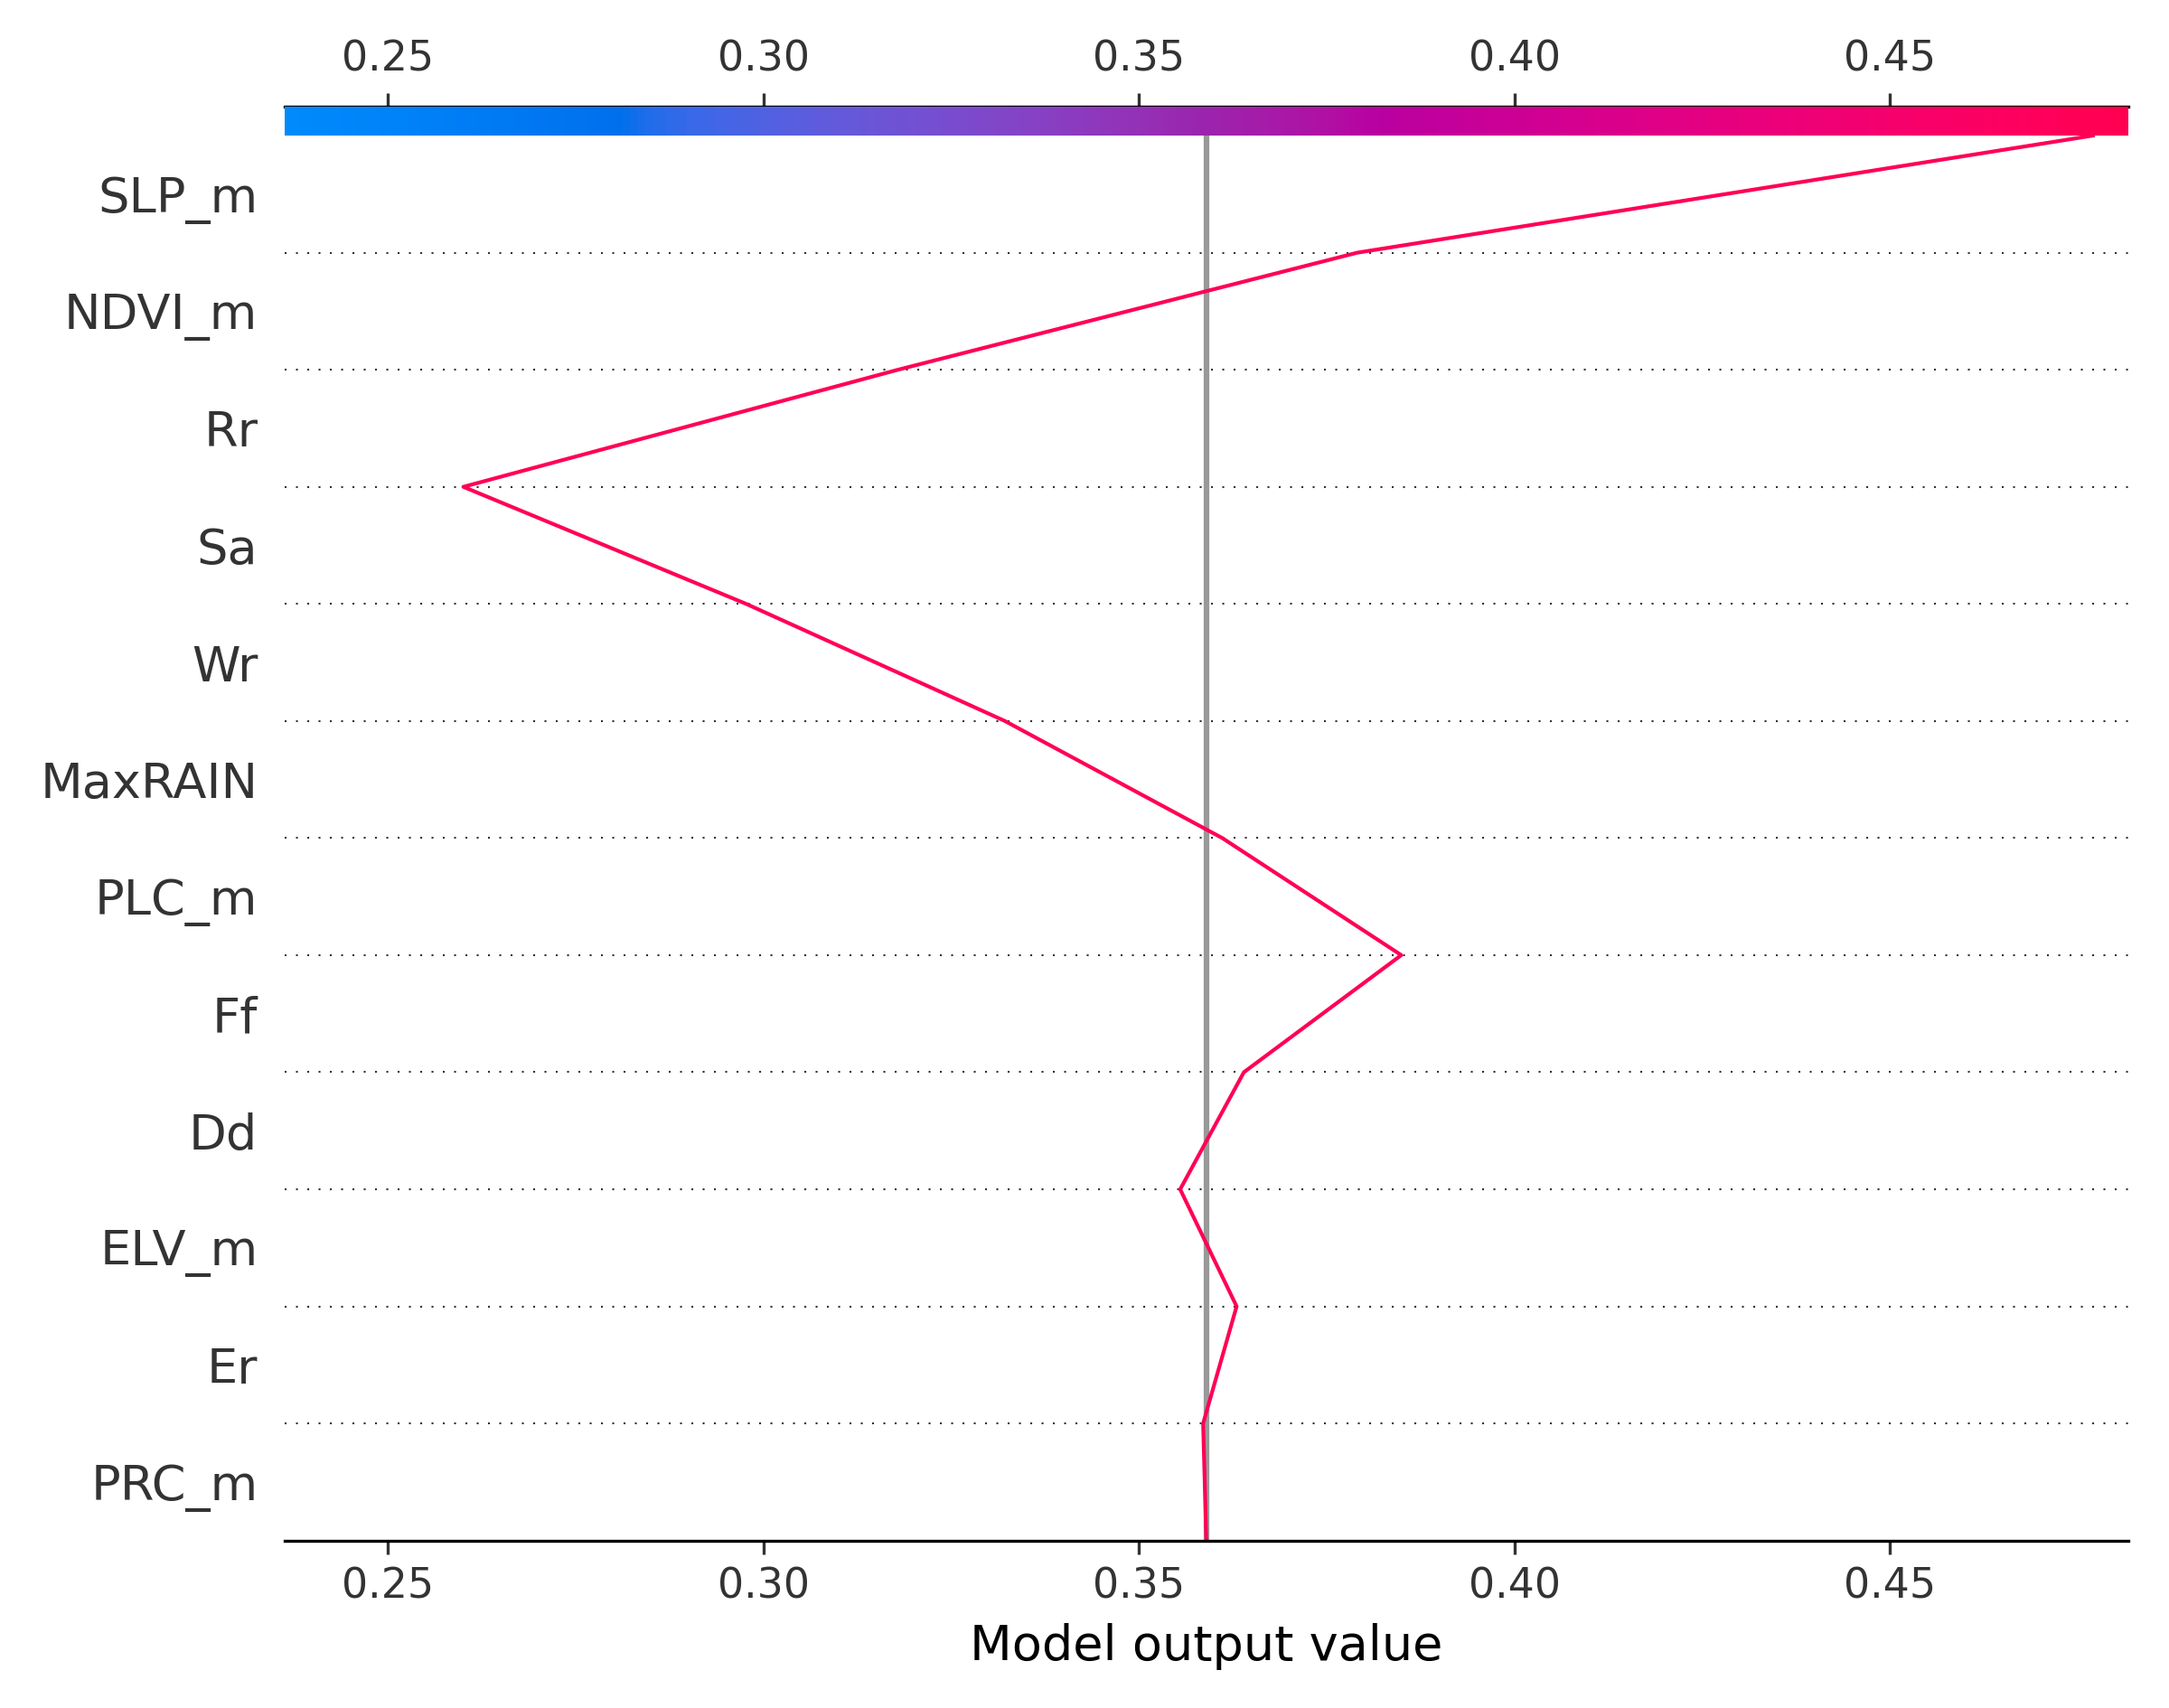 0.25 0.30 0.35 0.40 0.45
SLP_m
NDVI_m
Rr
Sa
Wr
MaxRAIN
PLC_m
Ff
Dd
ELV_m
Er
PRC_m
0.25 0.30 0.35 0.40 0.45
Model output value